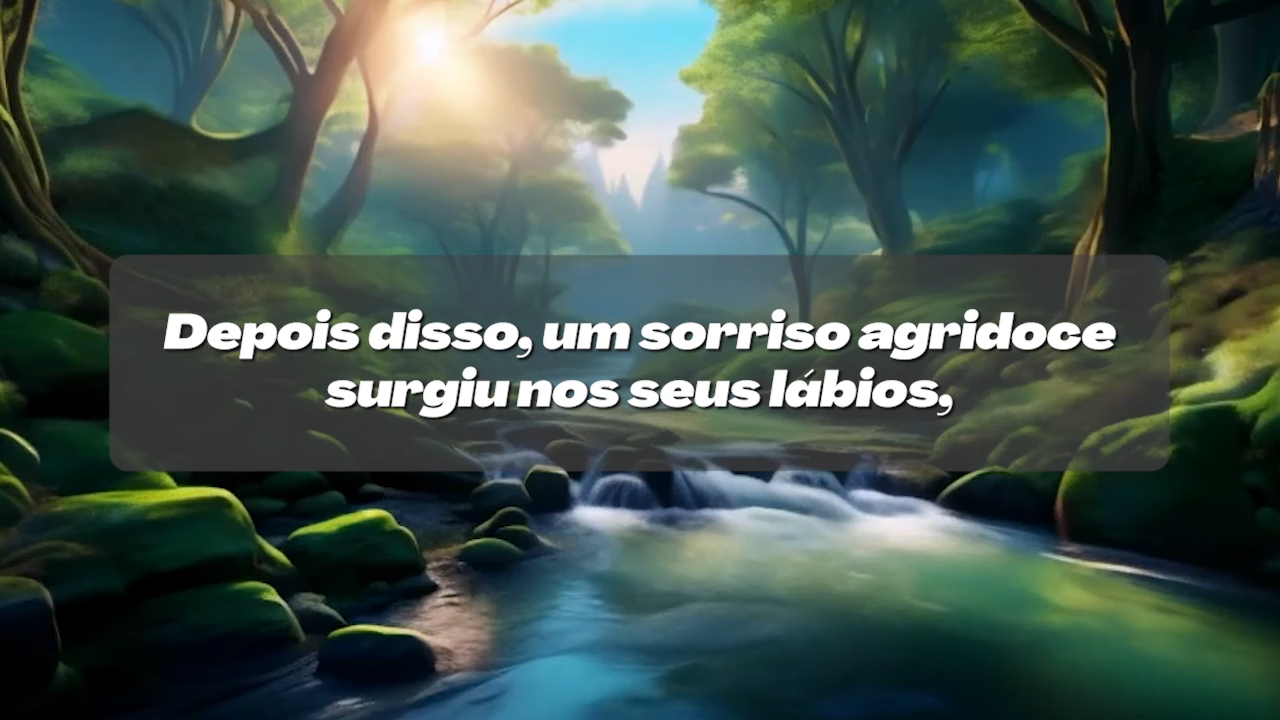 Depois disso, um sorriso agridoce
surgiu nos seus lábios,